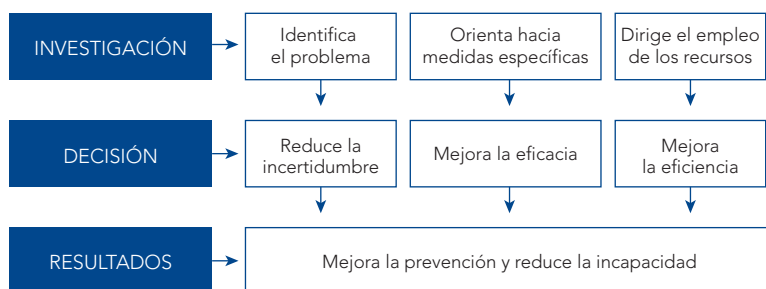 INVESTIGACIÓN
Identifica
el problema
Orienta hacia
medidas específicas
Dirige el empleo
de los recursos
DECISIÓN
Reduce la
incertidumbre
Mejora la eficacia
Mejora
la eficiencia
RESULTADOS
Mejora la prevención y reduce la incapacidad